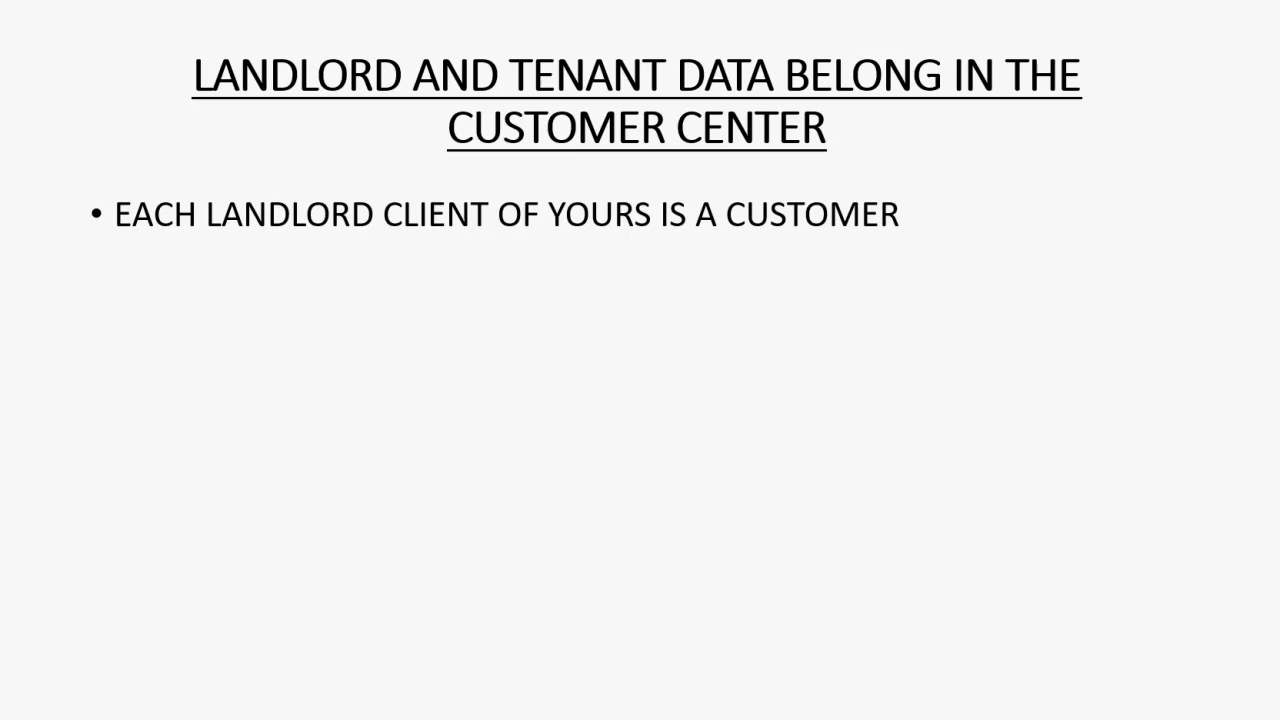 LANDLORD AND TENANT DATA BELONG IN THE
CUSTOMER CENTER
• EACH LANDLORD CLIENT OF YOURS IS A CUSTOMER